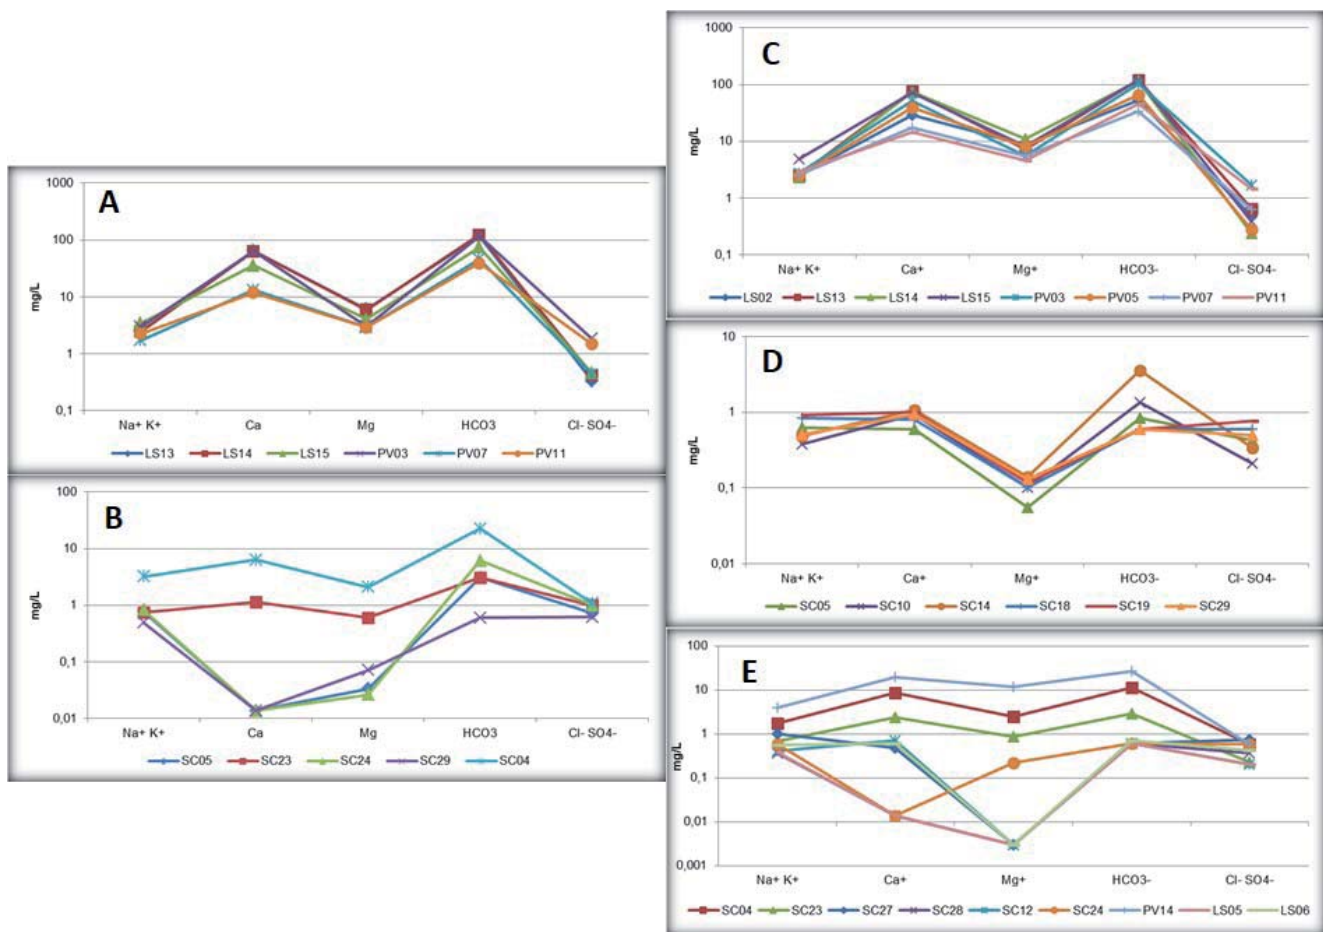 A
1000
100
10
1
0,1
mg/L
Na+ K+ Ca Mg HCO3 Cl- SO4-
LS13 LS14 LS15 PV03 PV07 PV11
B
100
10
1
0,1
0,01
mg/L
Na+ K+ Ca Mg HCO3 Cl- SO4-
SC05 SC23 SC24 SC29 SC04
C
1000
100
10
1
0,1
mg/L
Na+ K+ Ca+ Mg+ HCO3- Cl- SO4-
LS02 LS13 LS14 LS15 PV03 PV05 PV07 PV11
D
10
1
0,1
0,01
mg/L
Na+ K+ Ca+ Mg+ HCO3- Cl- SO4-
SC05 SC10 SC14 SC18 SC19 SC29
E
100
10
1
0,1
0,01
0,001
mg/L
Na+ K+ Ca+ Mg+ HCO3- Cl- SO4-
SC04 SC23 SC27 SC28 SC12 SC24 PV14 LS05 LS06